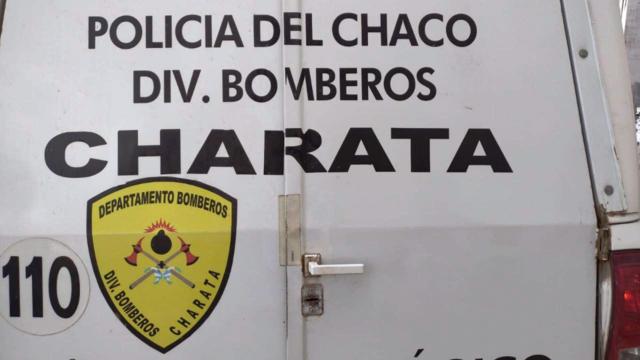 POLICIA DEL CHACO
DIV. BOMBEROS
CHARATA
DEPARTAMENTO BOMBEROS
DIV. BOMBEROS CHARATA
110